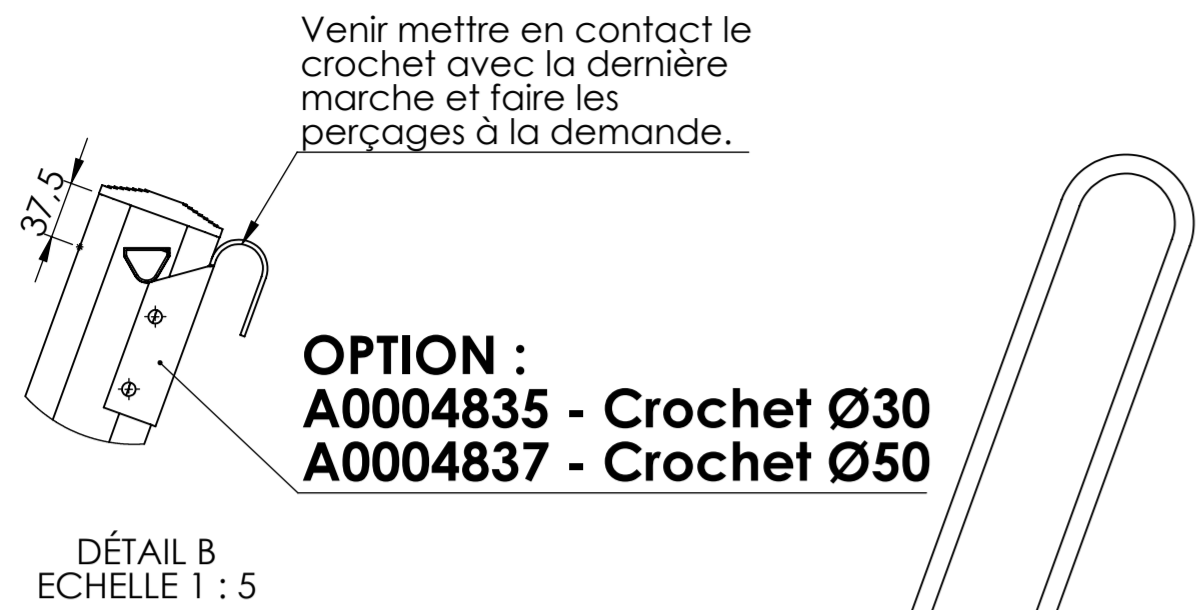 Venir mettre en contact le
crochet avec la dernière
marche et faire les
perçages à la demande.
37,5
OPTION :
A0004835 - Crochet Ø30
A0004837 - Crochet Ø50
DÉTAIL B
ECHELLE 1 : 5